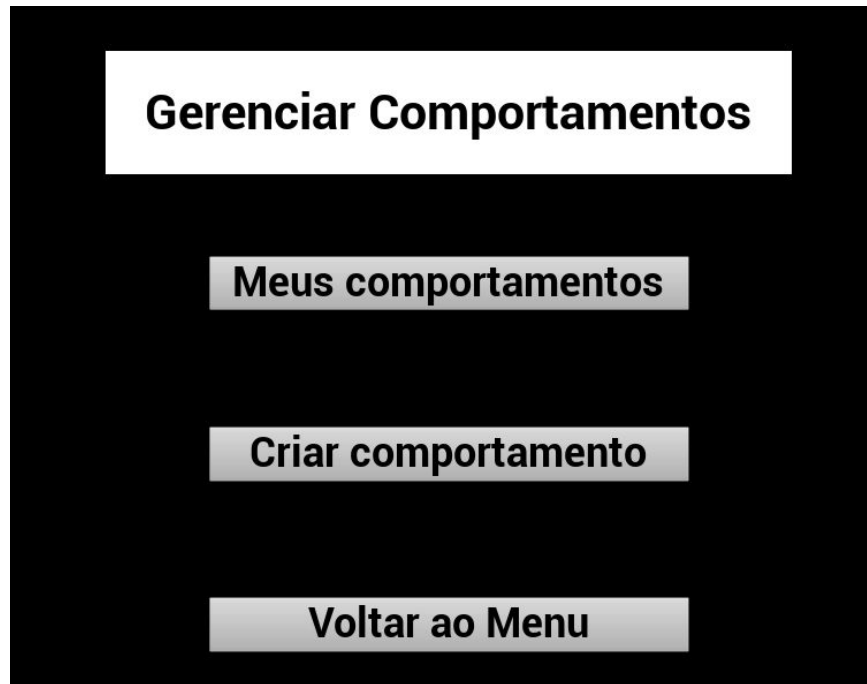 Gerenciar Comportamentos
Meus comportamentos
Criar comportamento
Voltar ao Menu